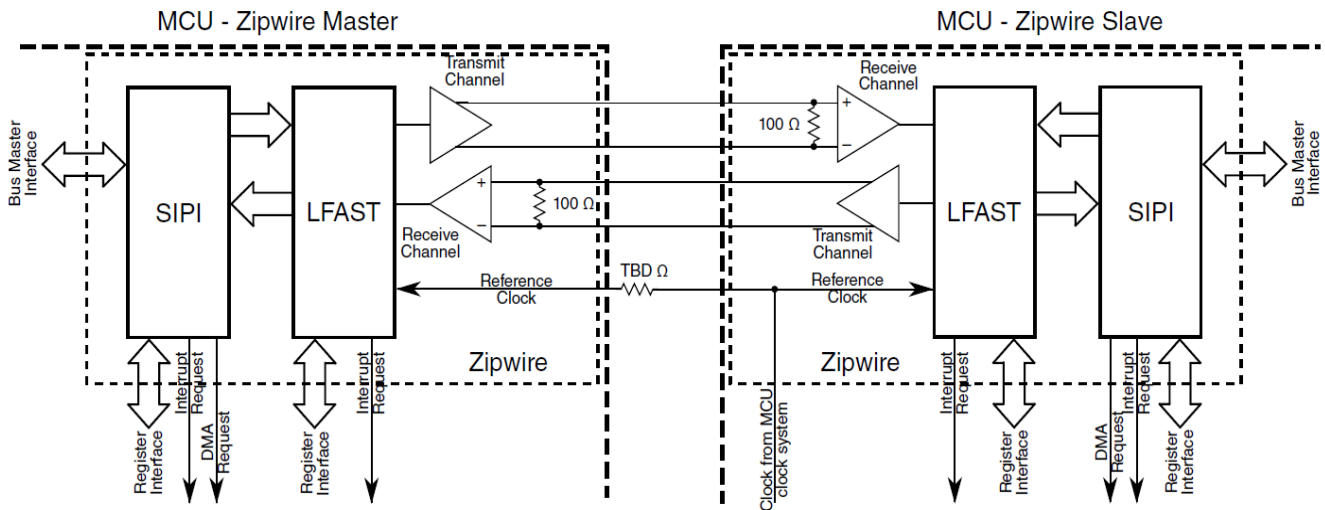 MCU - Zipwire Master
MCU - Zipwire Slave
Transmit
Channel
Receive
Channel
Bus Master
Interface
SIPI
LFAST
+
−
100 Ω
+
−
100 Ω
Receive
Channel
Transmit
Channel
LFAST
SIPI
Bus Master
Interface
Reference
Clock
TBD Ω
Reference
Clock
Zipwire
Zipwire
Register
Interface
Interrupt
Request
DMA
Request
Register
Interface
Interrupt
Request
Clock from MCU
clock system
Interrupt
Request
Register
Interface
DMA
Request
Interrupt
Request
Register
Interface